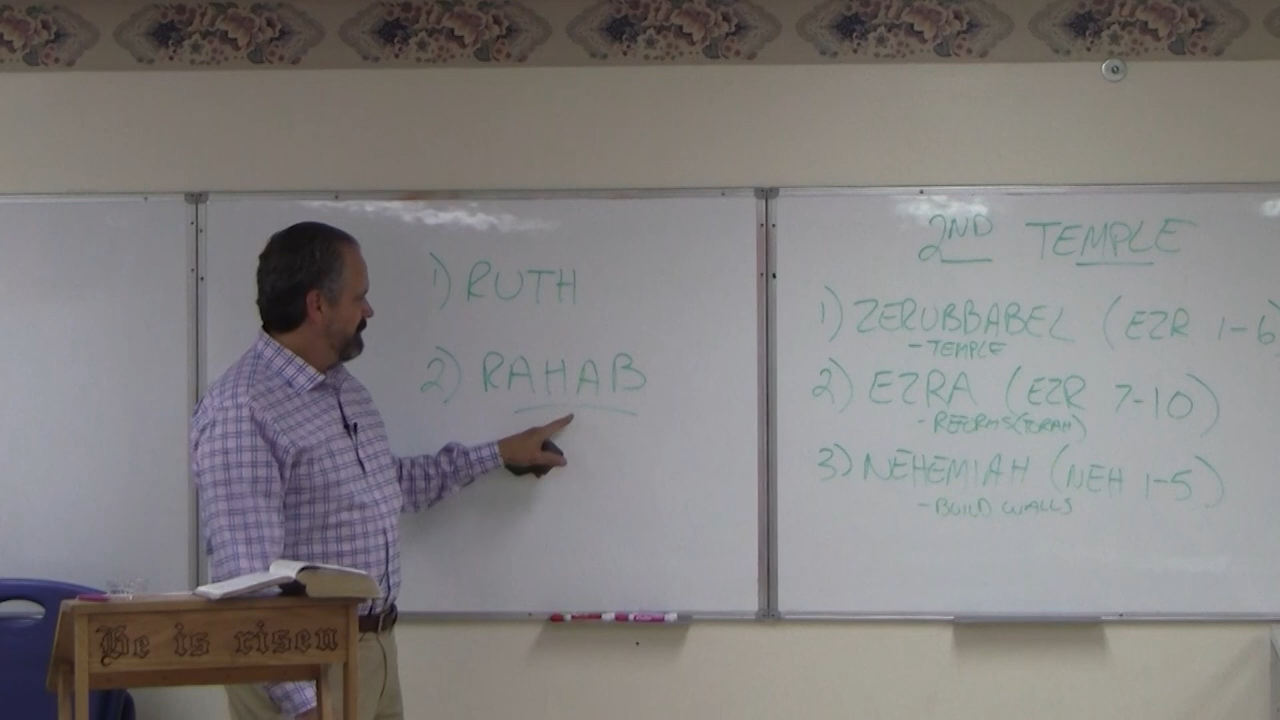 1) RUTH
2) RAHAB
2ND TEMPLE
1) ZERUBBABEL (EZR 1-6)
- TEMPLE
2) EZRA (EZR 7-10)
- REFORMS (TORAH)
3) NEHEMIAH (NEH 1-5)
- BUILD WALLS
He is risen